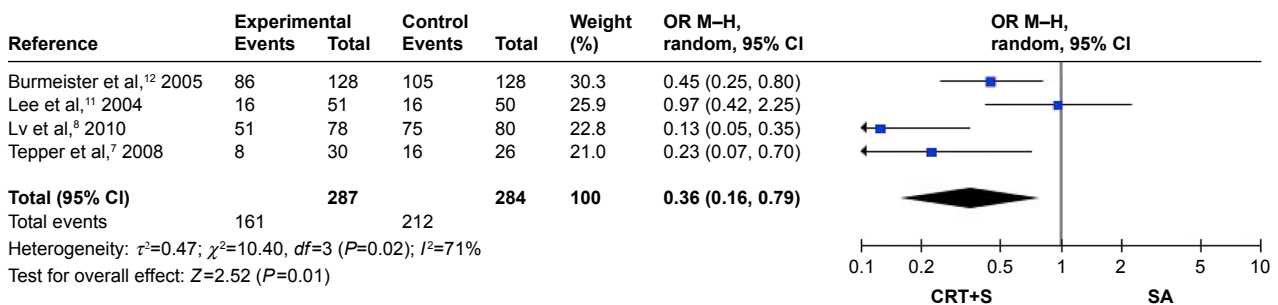 Experimental Control Weight OR M–H, OR M–H,
Reference Events Total Events Total (%) random, 95% CI random, 95% CI
Burmeister et al,12 2005 86 128 105 128 30.3 0.45 (0.25, 0.80)
Lee et al,11 2004 16 51 16 50 25.9 0.97 (0.42, 2.25)
Lv et al,8 2010 51 78 75 80 22.8 0.13 (0.05, 0.35)
Tepper et al,7 2008 8 30 16 26 21.0 0.23 (0.07, 0.70)
Total (95% CI) 287 284 100 0.36 (0.16, 0.79)
Total events 161 212
Heterogeneity: τ²=0.47; χ²=10.40, df=3 (P=0.02); I²=71%
Test for overall effect: Z=2.52 (P=0.01)
0.1 0.2 0.5 1 2 5 10
CRT+S SA